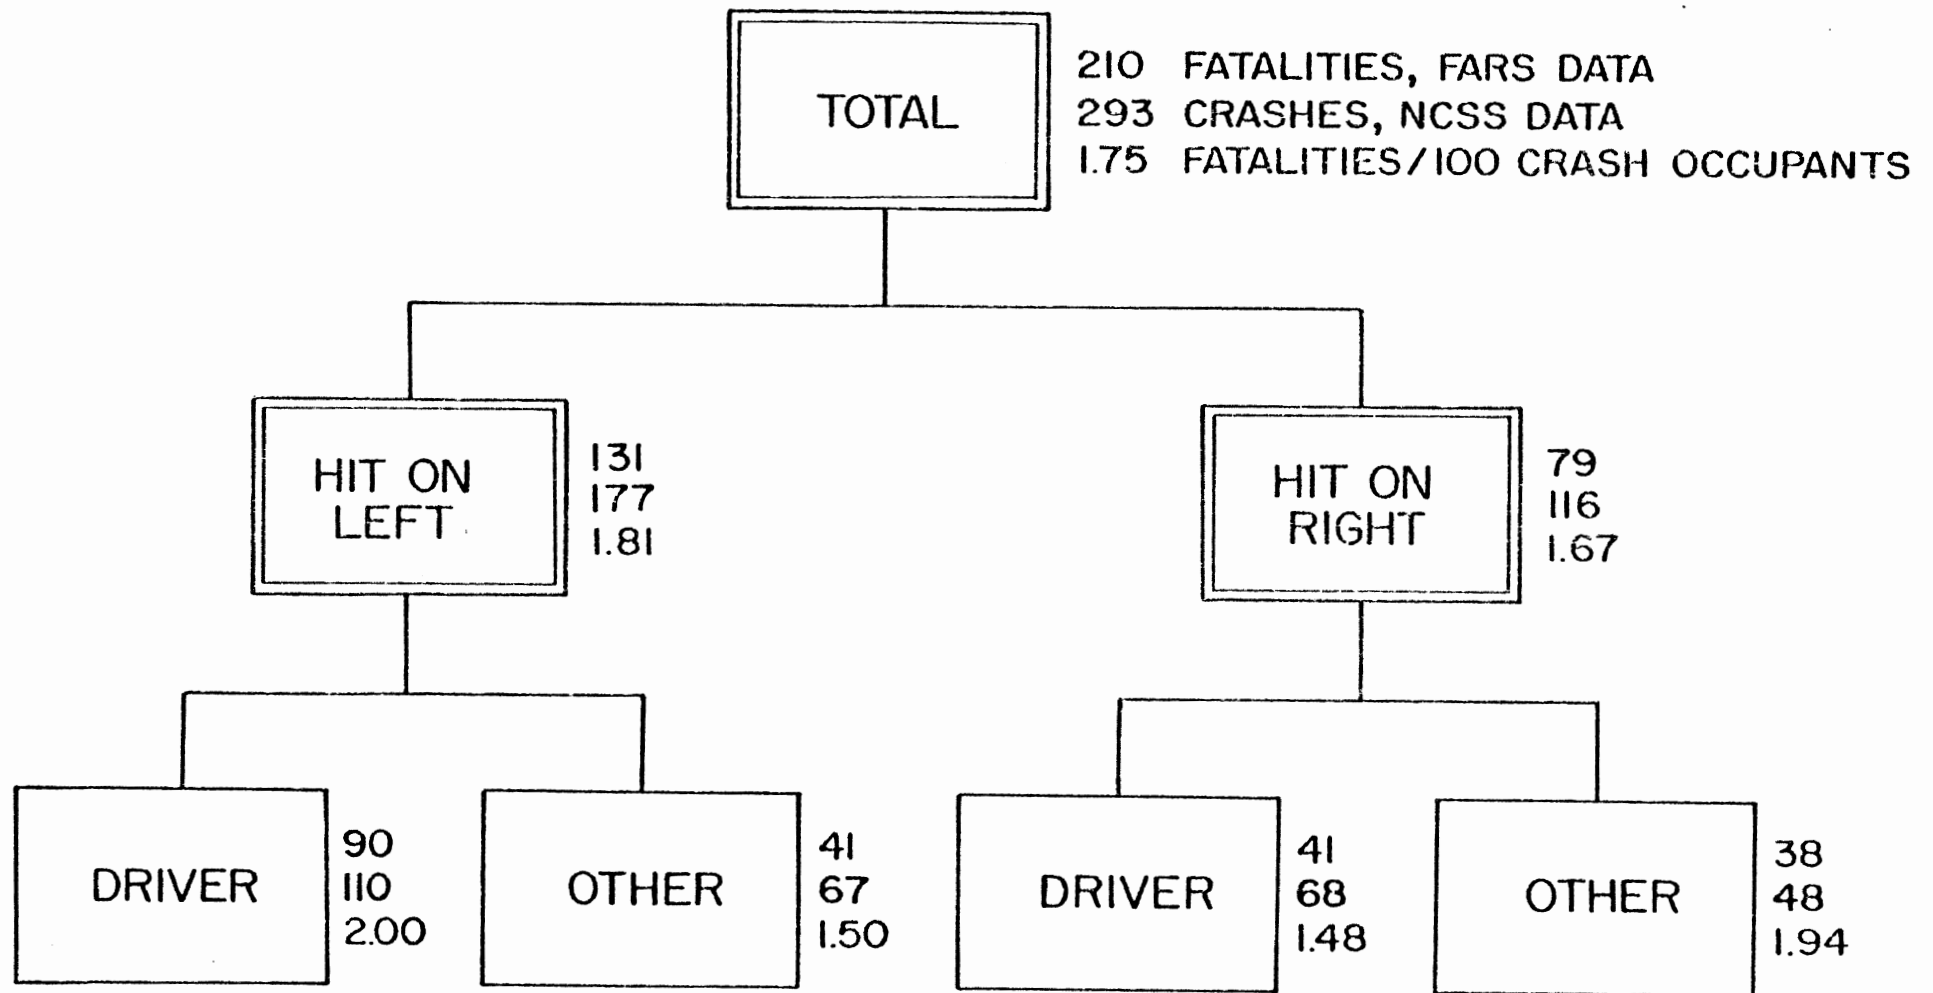 TOTAL
210 FATALITIES, FARS DATA
293 CRASHES, NCSS DATA
1.75 FATALITIES/100 CRASH OCCUPANTS
HIT ON
LEFT
131
177
1.81
HIT ON
RIGHT
79
116
1.67
DRIVER
90
110
2.00
OTHER
41
67
1.50
DRIVER
41
68
1.48
OTHER
38
48
1.94